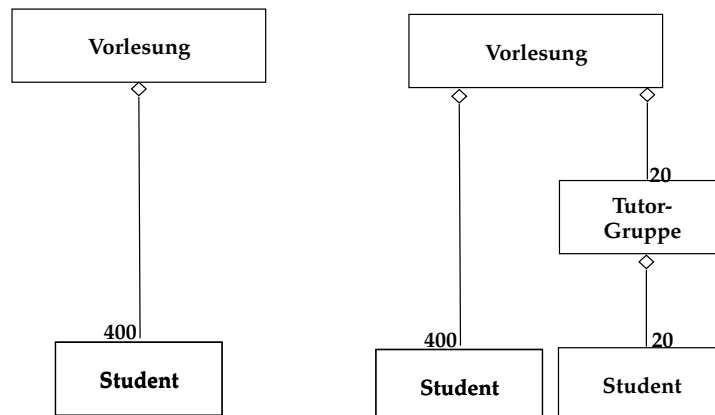 Vorlesung
Vorlesung
20
Tutor-
Gruppe
400
400
20
Student
Student
Student